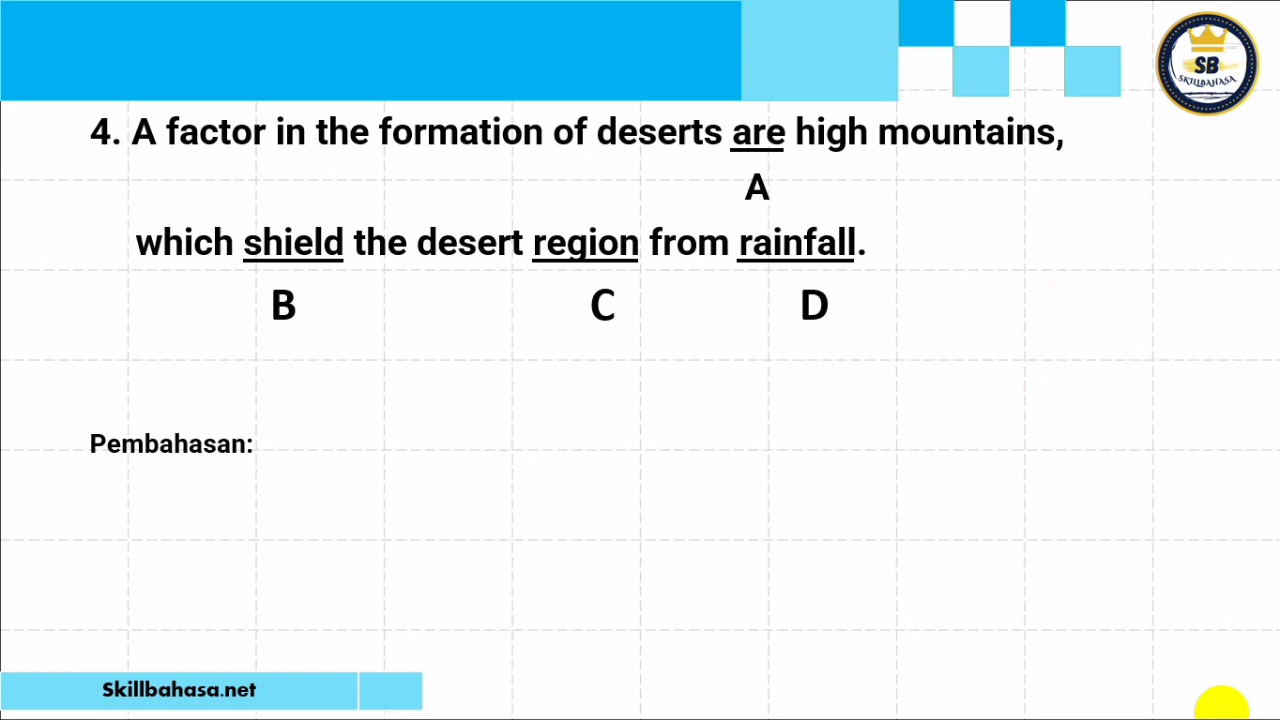 SB
SKILLBAHASA
4. A factor in the formation of deserts are high mountains,
A
which shield the desert region from rainfall.
B C D
Pembahasan:
Skillbahasa.net